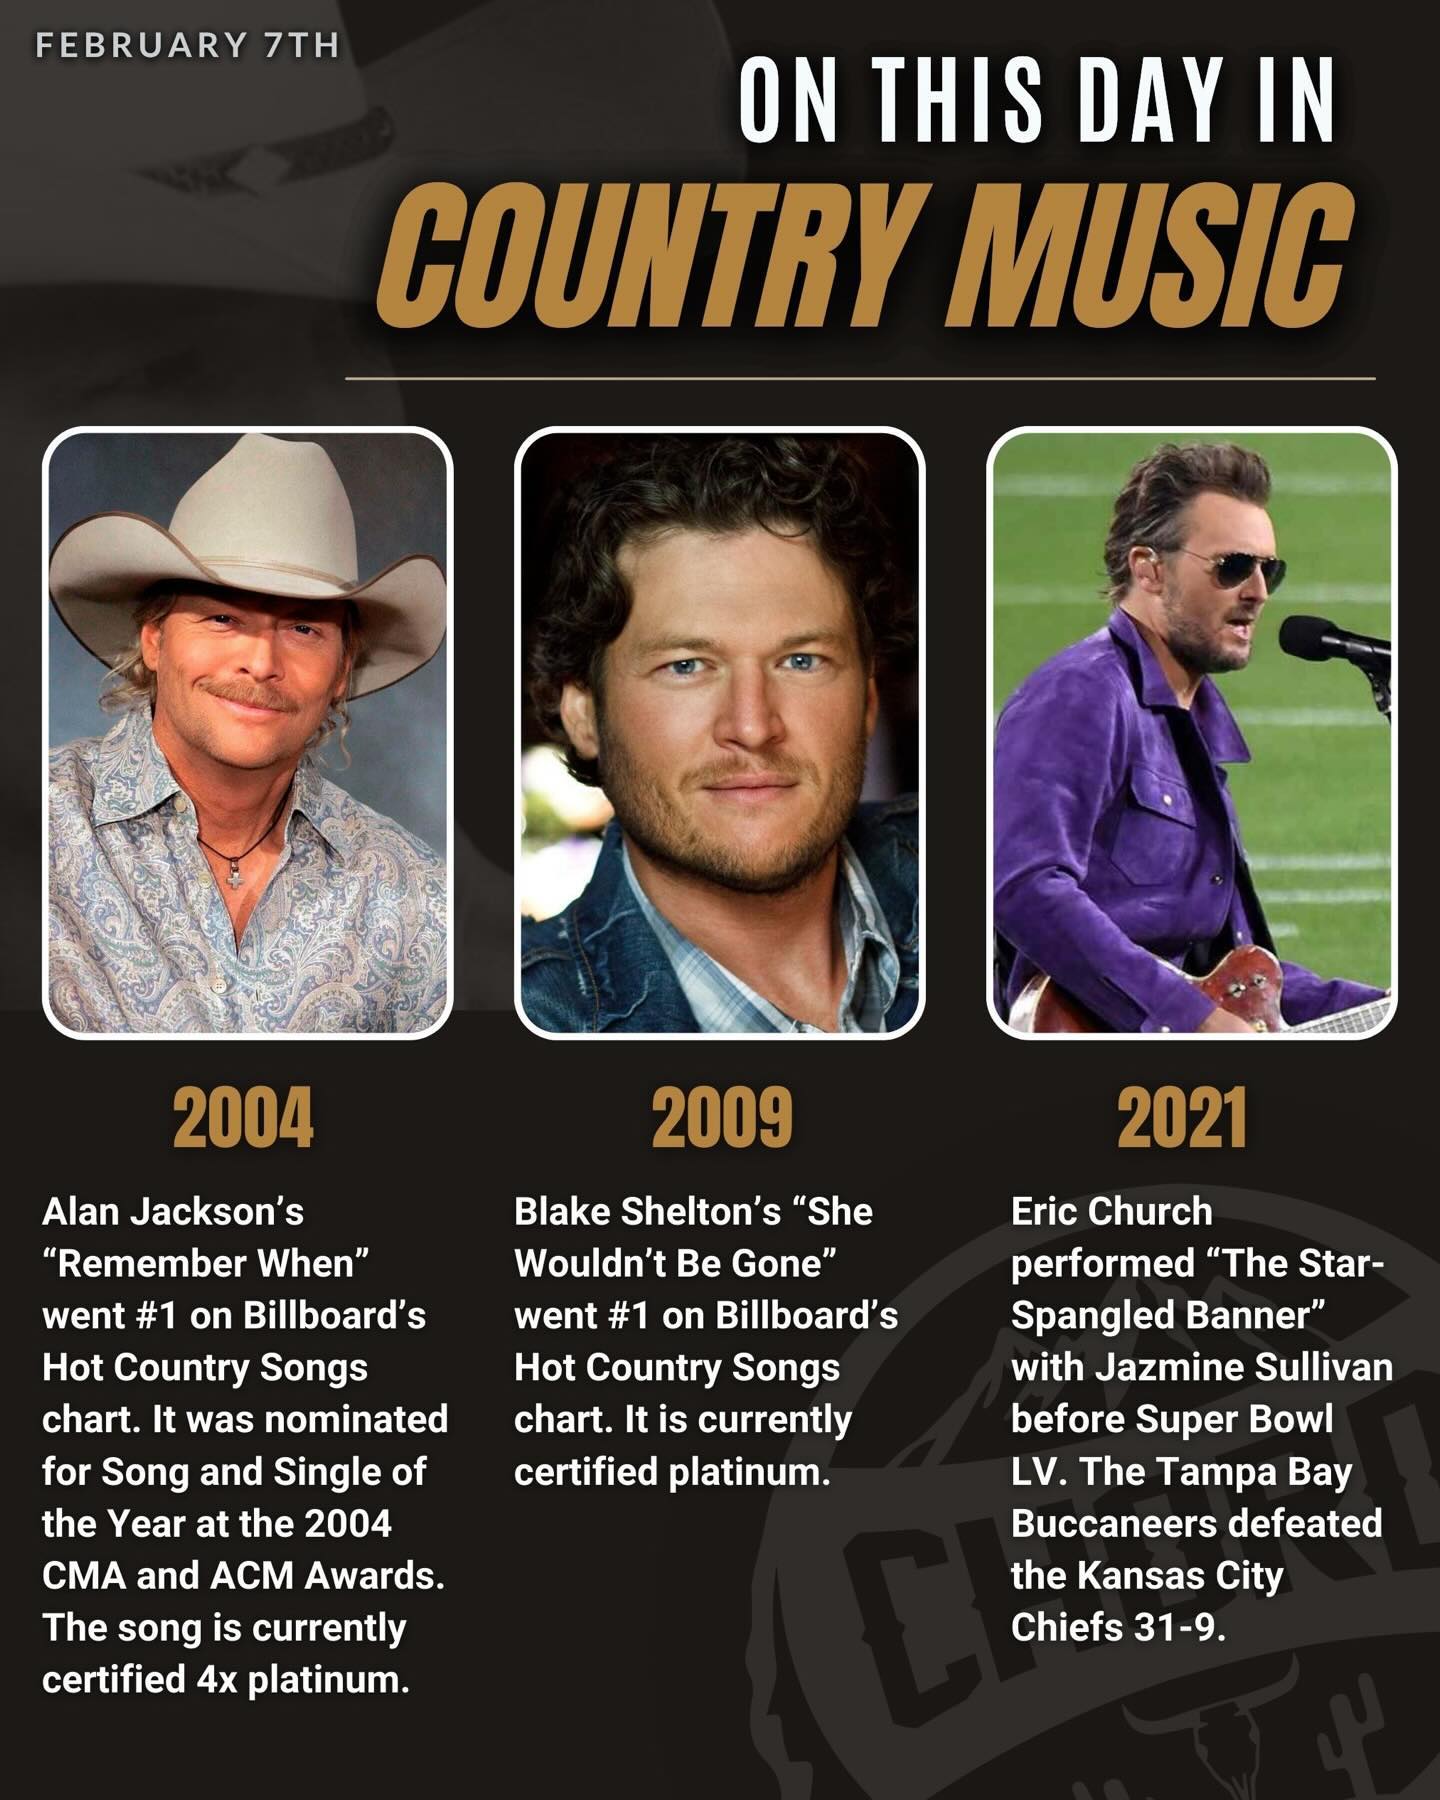 FEBRUARY 7TH
ON THIS DAY IN
COUNTRY MUSIC
2004
Alan Jackson’s
“Remember When”
went #1 on Billboard’s
Hot Country Songs
chart. It was nominated
for Song and Single of
the Year at the 2004
CMA and ACM Awards.
The song is currently
certified 4x platinum.
2009
Blake Shelton’s “She
Wouldn’t Be Gone”
went #1 on Billboard’s
Hot Country Songs
chart. It is currently
certified platinum.
2021
Eric Church
performed “The Star-
Spangled Banner”
with Jazmine Sullivan
before Super Bowl
LV. The Tampa Bay
Buccaneers defeated
the Kansas City
Chiefs 31-9.